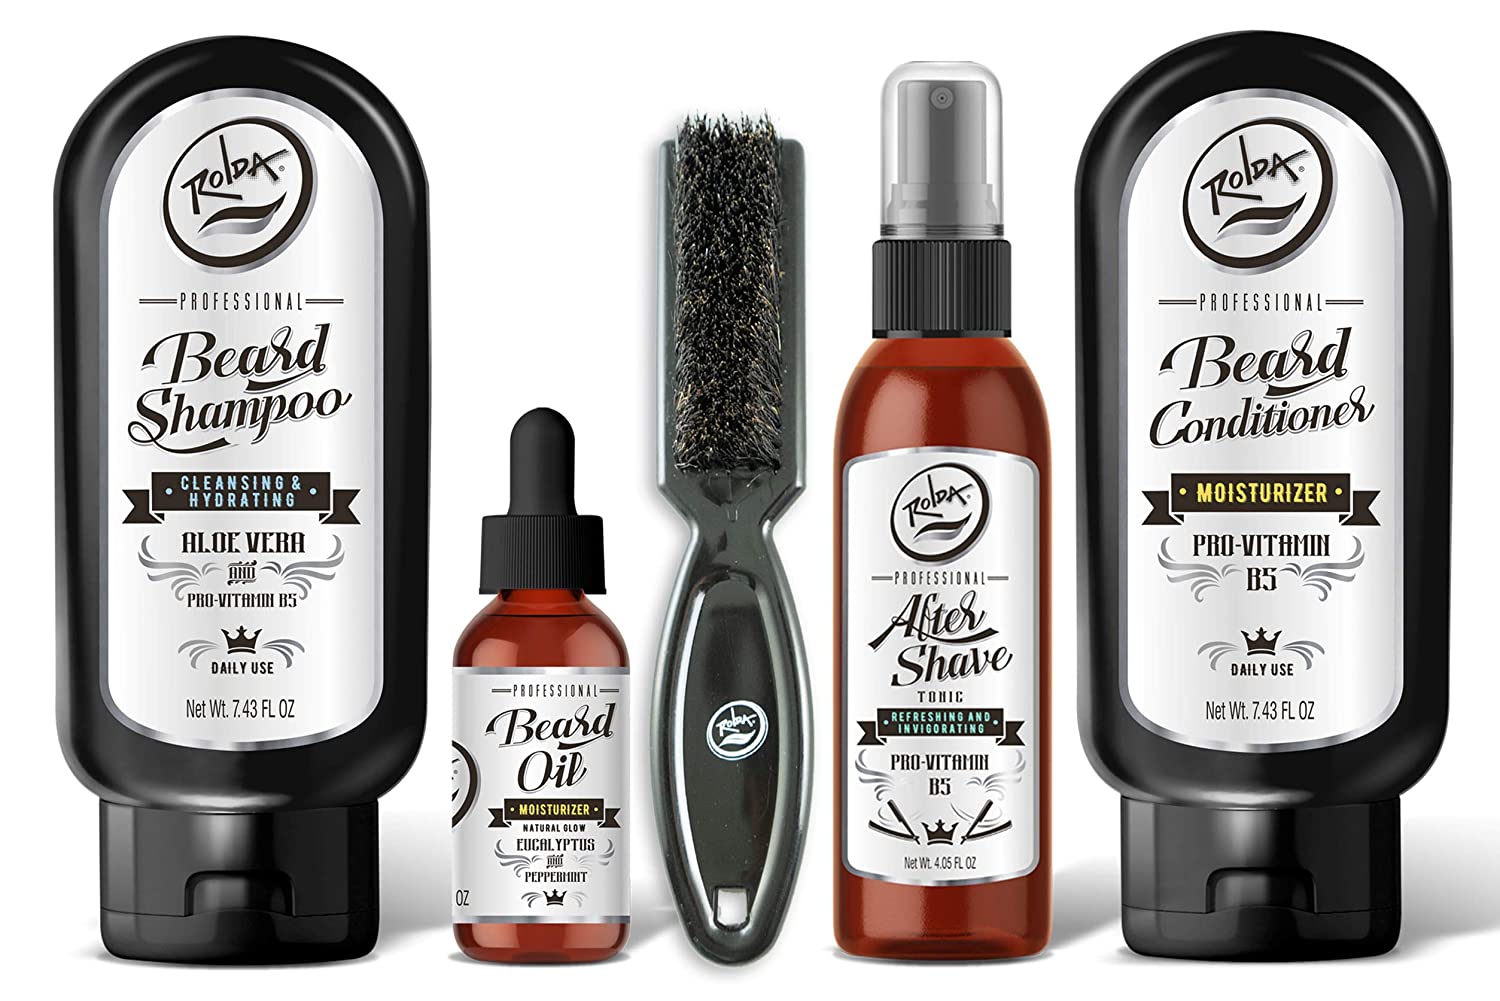 ROLDA®
PROFESSIONAL
Beard
Shampoo
• CLEANSING & •
HYDRATING
ALOE VERA
AND
PRO-VITAMIN B5
DAILY USE
Net Wt. 7.43 FL OZ
PROFESSIONAL
Beard
Oil
• MOISTURIZER •
NATURAL GLOW
EUCALYPTUS
AND
PEPPERMINT
OZ
ROLDA
ROLDA®
PROFESSIONAL
After
Shave
TONIC
• REFRESHING AND •
INVIGORATING
PRO-VITAMIN
B5
Net Wt. 4.05 FL OZ
ROLDA®
PROFESSIONAL
Beard
Conditioner
• MOISTURIZER •
PRO-VITAMIN
B5
DAILY USE
Net Wt. 7.43 FL OZ